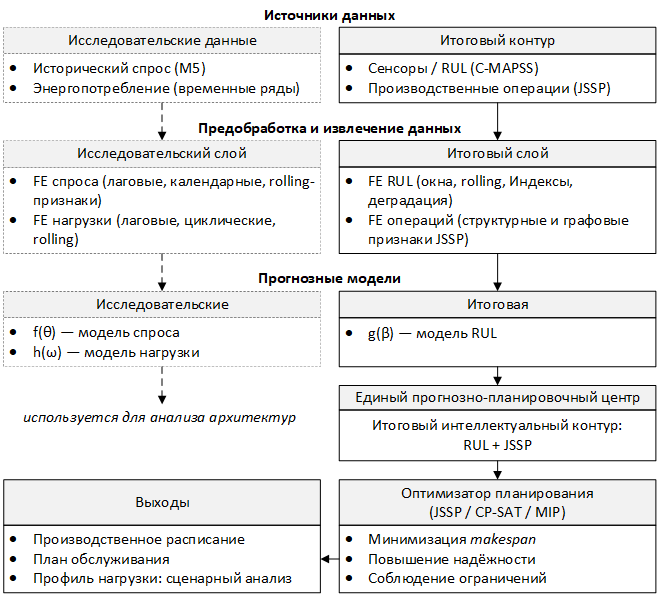 Источники данных
Исследовательские данные
● Исторический спрос (M5)
● Энергопотребление (временные ряды)
Итоговый контур
● Сенсоры / RUL (C-MAPSS)
● Производственные операции (JSSP)
Предобработка и извлечение данных
Исследовательский слой
● FE спроса (лаговые, календарные, rolling-
признаки)
● FE нагрузки (лаговые, циклические,
rolling)
Итоговый слой
● FE RUL (окна, rolling, Индексы,
деградация)
● FE операций (структурные и графовые
признаки JSSP)
Прогнозные модели
Исследовательские
● f(θ) — модель спроса
● h(ω) — модель нагрузки
используется для анализа архитектур
Итоговая
● g(β) — модель RUL
Единый прогнозно-планировочный центр
Итоговый интеллектуальный контур:
RUL + JSSP
Оптимизатор планирования
(JSSP / CP-SAT / MIP)
● Минимизация makespan
● Повышение надёжности
● Соблюдение ограничений
Выходы
● Производственное расписание
● План обслуживания
● Профиль нагрузки: сценарный анализ